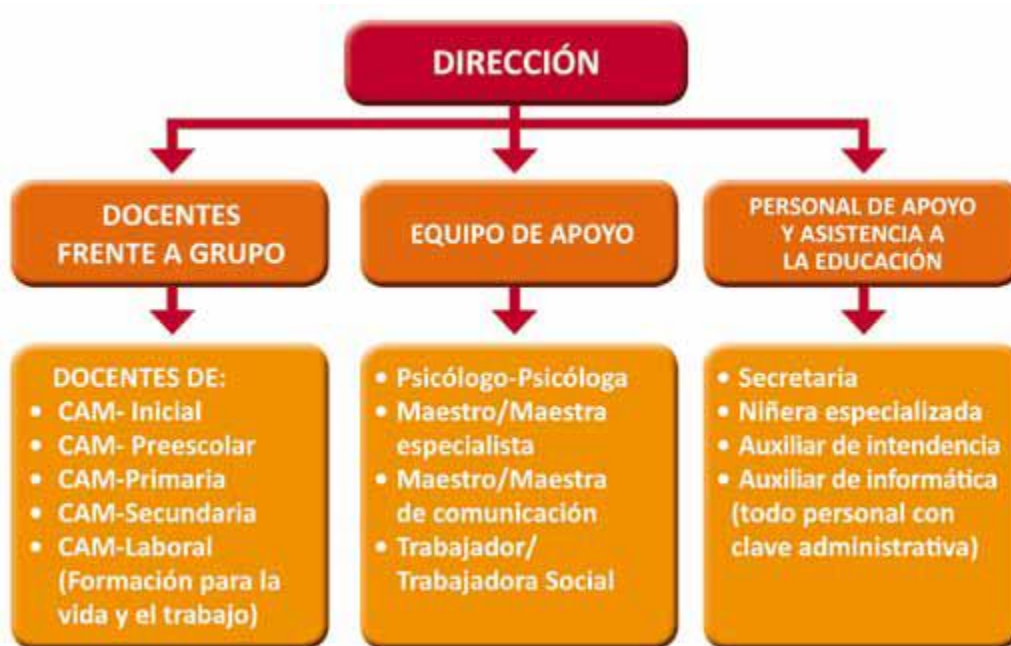 DIRECCIÓN
DOCENTES
FRENTE A GRUPO
EQUIPO DE APOYO
PERSONAL DE APOYO
Y ASISTENCIA A
LA EDUCACIÓN
DOCENTES DE:
• CAM- Inicial
• CAM- Preescolar
• CAM-Primaria
• CAM-Secundaria
• CAM-Laboral
(Formación para la
vida y el trabajo)
• Psicólogo-Psicóloga
• Maestro/Maestra
especialista
• Maestro/Maestra
de comunicación
• Trabajador/
Trabajadora Social
• Secretaria
• Niñera especializada
• Auxiliar de intendencia
• Auxiliar de informática
(todo personal con
clave administrativa)